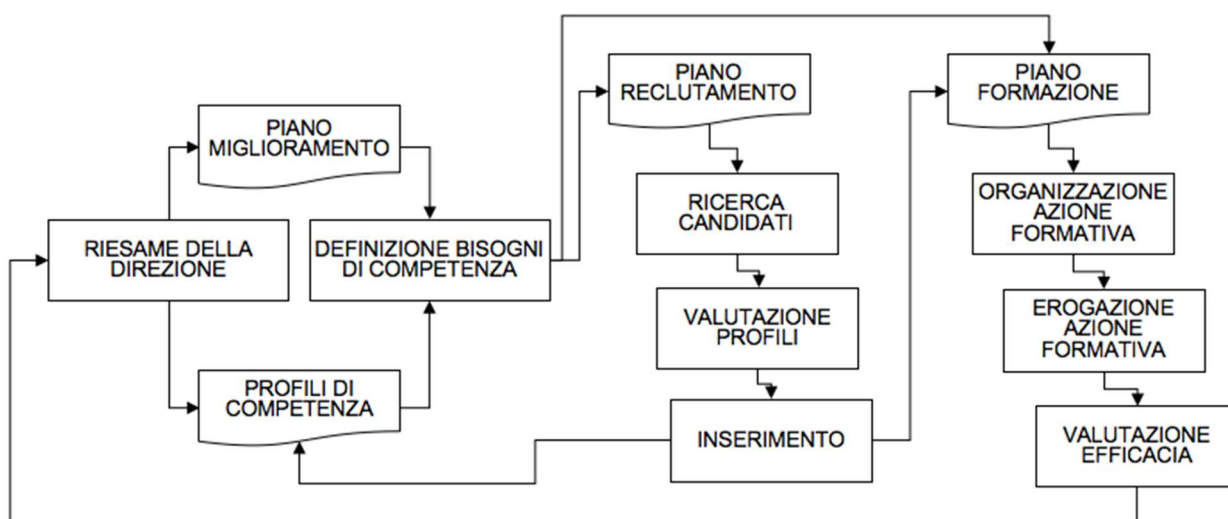 PIANO
MIGLIORAMENTO
RIESAME DELLA
DIREZIONE
PROFILI DI
COMPETENZA
DEFINIZIONE BISOGNI
DI COMPETENZA
PIANO
RECLUTAMENTO
RICERCA
CANDIDATI
VALUTAZIONE
PROFILI
INSERIMENTO
PIANO
FORMAZIONE
ORGANIZZAZIONE
AZIONE
FORMATIVA
EROGAZIONE
AZIONE
FORMATIVA
VALUTAZIONE
EFFICACIA